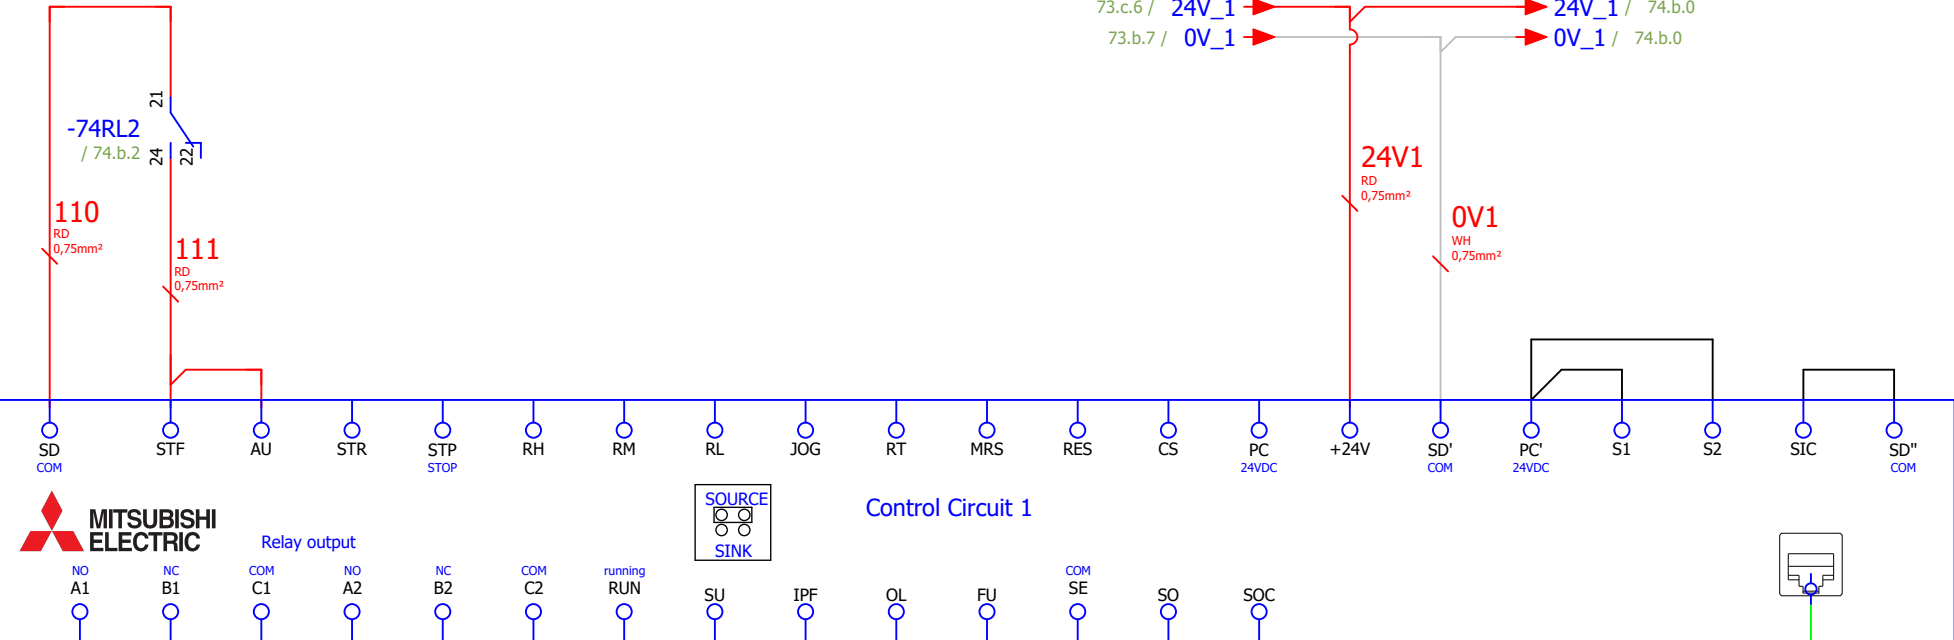 73.c.6 / 24V_1 24V_1 / 74.b.0
73.b.7 / 0V_1 0V_1 / 74.b.0
21
-74RL2
/ 74.b.2
24 22
24V1
RD
0,75mm²
110
RD
0,75mm²
0V1
WH
0,75mm²
111
RD
0,75mm²
SD STF AU STR STP RH RM RL JOG RT MRS RES CS PC +24V SD' PC' S1 S2 SIC SD"
COM STOP 24VDC COM 24VDC COM
SOURCE
SINK
Control Circuit 1
MITSUBISHI
ELECTRIC
Relay output
NO NC COM NO NC COM running COM
A1 B1 C1 A2 B2 C2 RUN SU IPF OL FU SE SO SOC